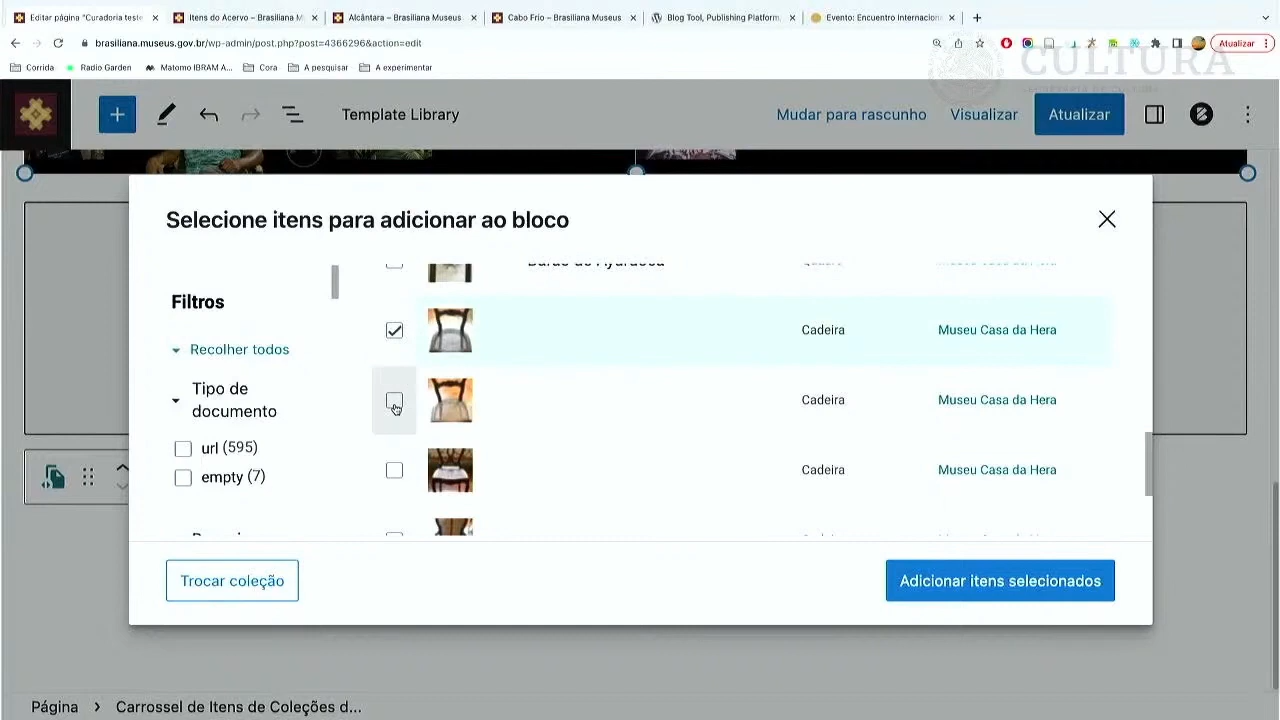 Editar página "Curadoria teste
Itens do Acervo – Brasiliana M
Alcântara – Brasiliana Museus
Cabo Frio – Brasiliana Museus
Blog Tool, Publishing Platform,
Evento: Encuentro Internacion
brasiliana.museus.gov.br/wp-admin/post.php?post=4366296&action=edit
Atualizar
Corrida
Radio Garden
Matomo IBRAM A...
Cora
A pesquisar
A experimentar
CULTURA
Template Library
Mudar para rascunho
Visualizar
Atualizar
Selecione itens para adicionar ao bloco
Filtros
Recolher todos
Tipo de
documento
url (595)
empty (7)
Cadeira Museu Casa da Hera
Cadeira Museu Casa da Hera
Cadeira Museu Casa da Hera
Trocar coleção
Adicionar itens selecionados
Página > Carrossel de Itens de Coleções d...